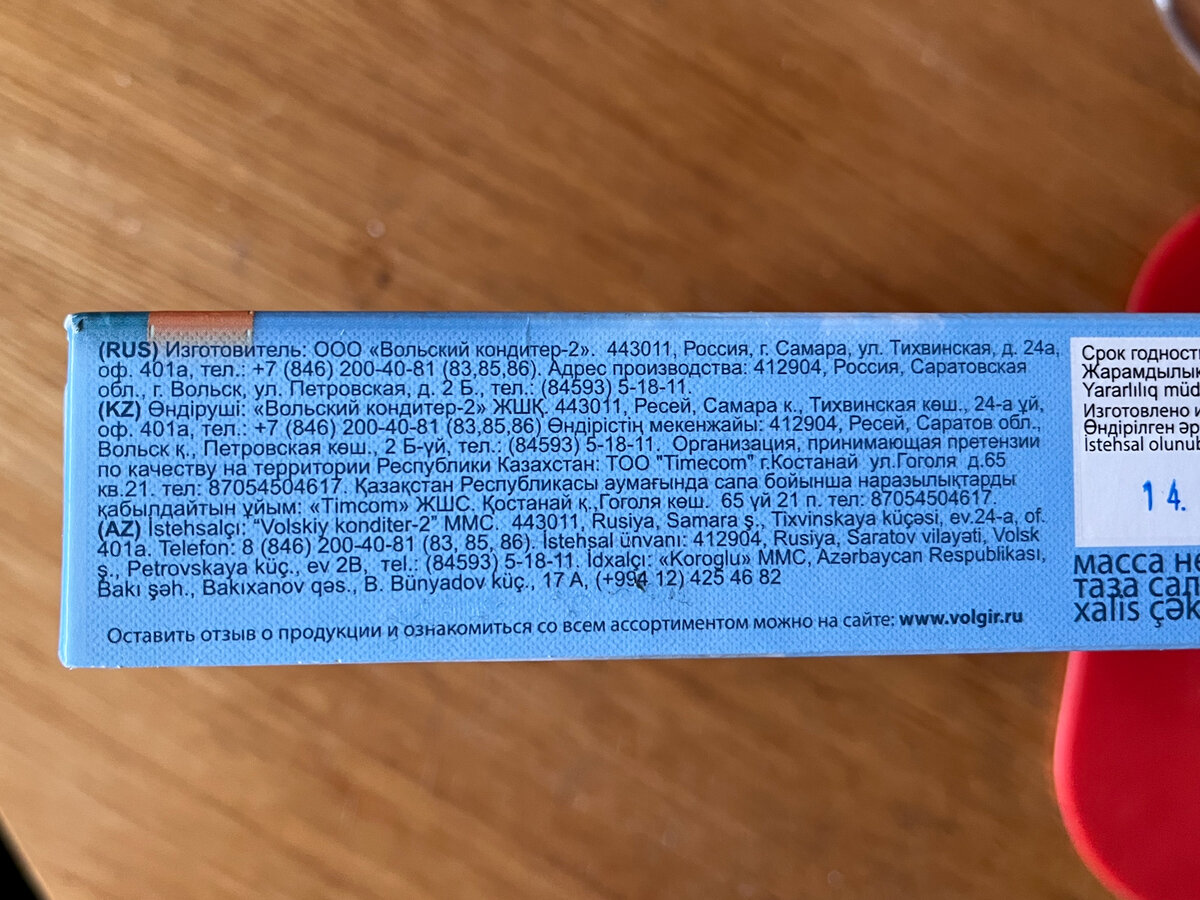 (RUS) Изготовитель: ООО «Вольский кондитер-2». 443011, Россия, г. Самара, ул. Тихвинская, д. 24а,
оф. 401а, тел.: +7 (846) 200-40-81 (83,85,86). Адрес производства: 412904, Россия, Саратовская
обл., г. Вольск, ул. Петровская, д. 2 Б., тел.: (84593) 5-18-11.
(KZ) Өндіруші: «Вольский кондитер-2» ЖШҚ. 443011, Ресей, Самара к., Тихвинская көш., 24-а үй,
оф. 401а, тел.: +7 (846) 200-40-81 (83,85,86) Өндірістің мекенжайы: 412904, Ресей, Саратов обл.,
Вольск қ., Петровская көш., 2 Б-үй, тел.: (84593) 5-18-11. Организация, принимающая претензии
по качеству на территории Республики Казахстан: ТОО "Timecom" г.Костанай ул.Гоголя д.65
кв.21. тел: 87054504617. Қазақстан Республикасы аумағында сапа бойынша наразылықтарды
қабылдайтын ұйым: «Timcom» ЖШС. Қостанай қ.,Гоголя көш. 65 үй 21 п. тел: 87054504617.
(AZ) İstehsalçı: “Volskiy konditer-2” MMC. 443011, Rusiya, Samara ş., Tixvinskaya küçəsi, ev.24-a, of.
401a. Telefon: 8 (846) 200-40-81 (83, 85, 86). İstehsal ünvanı: 412904, Rusiya, Saratov vilayəti, Volsk
ş., Petrovskaya küç., ev 2B, tel.: (84593) 5-18-11. İdxalçı: «Koroglu» MMC, Azərbaycan Respublikası,
Bakı şəh., Bakıxanov qəs., B. Bünyadov küç., 17 A, (+994 12) 425 46 82
Оставить отзыв о продукции и ознакомиться со всем ассортиментом можно на сайте: www.volgir.ru
Срок годност
Жарамдылық
Yararlılıq müd
Изготовлено и
Өндірілген әр
İstehsal olunub
14.
масса не
таза сал
xalis çək